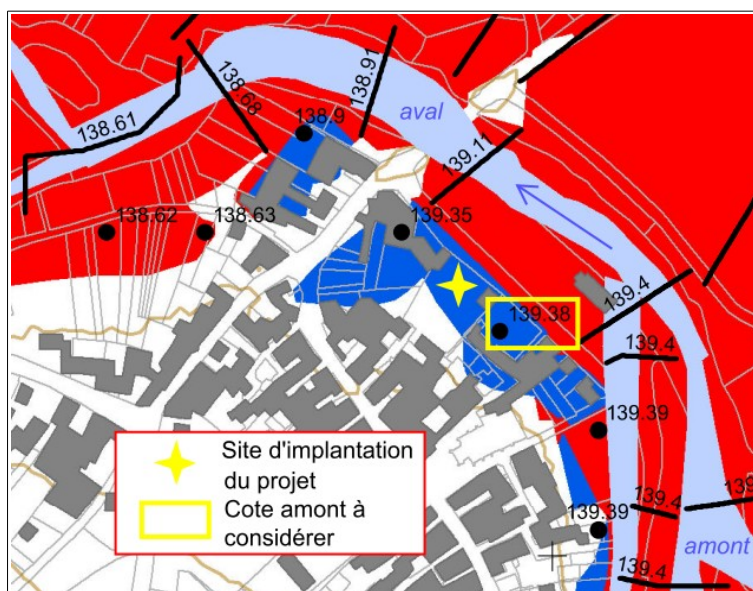 138.61
138.68
138.9
138.91
aval
139.11
138.62
138.63
139.35
139.4
139.38
139.4
139.39
139.4
139.39
amont
139.4
Site d'implantation
du projet
Cote amont à
considérer